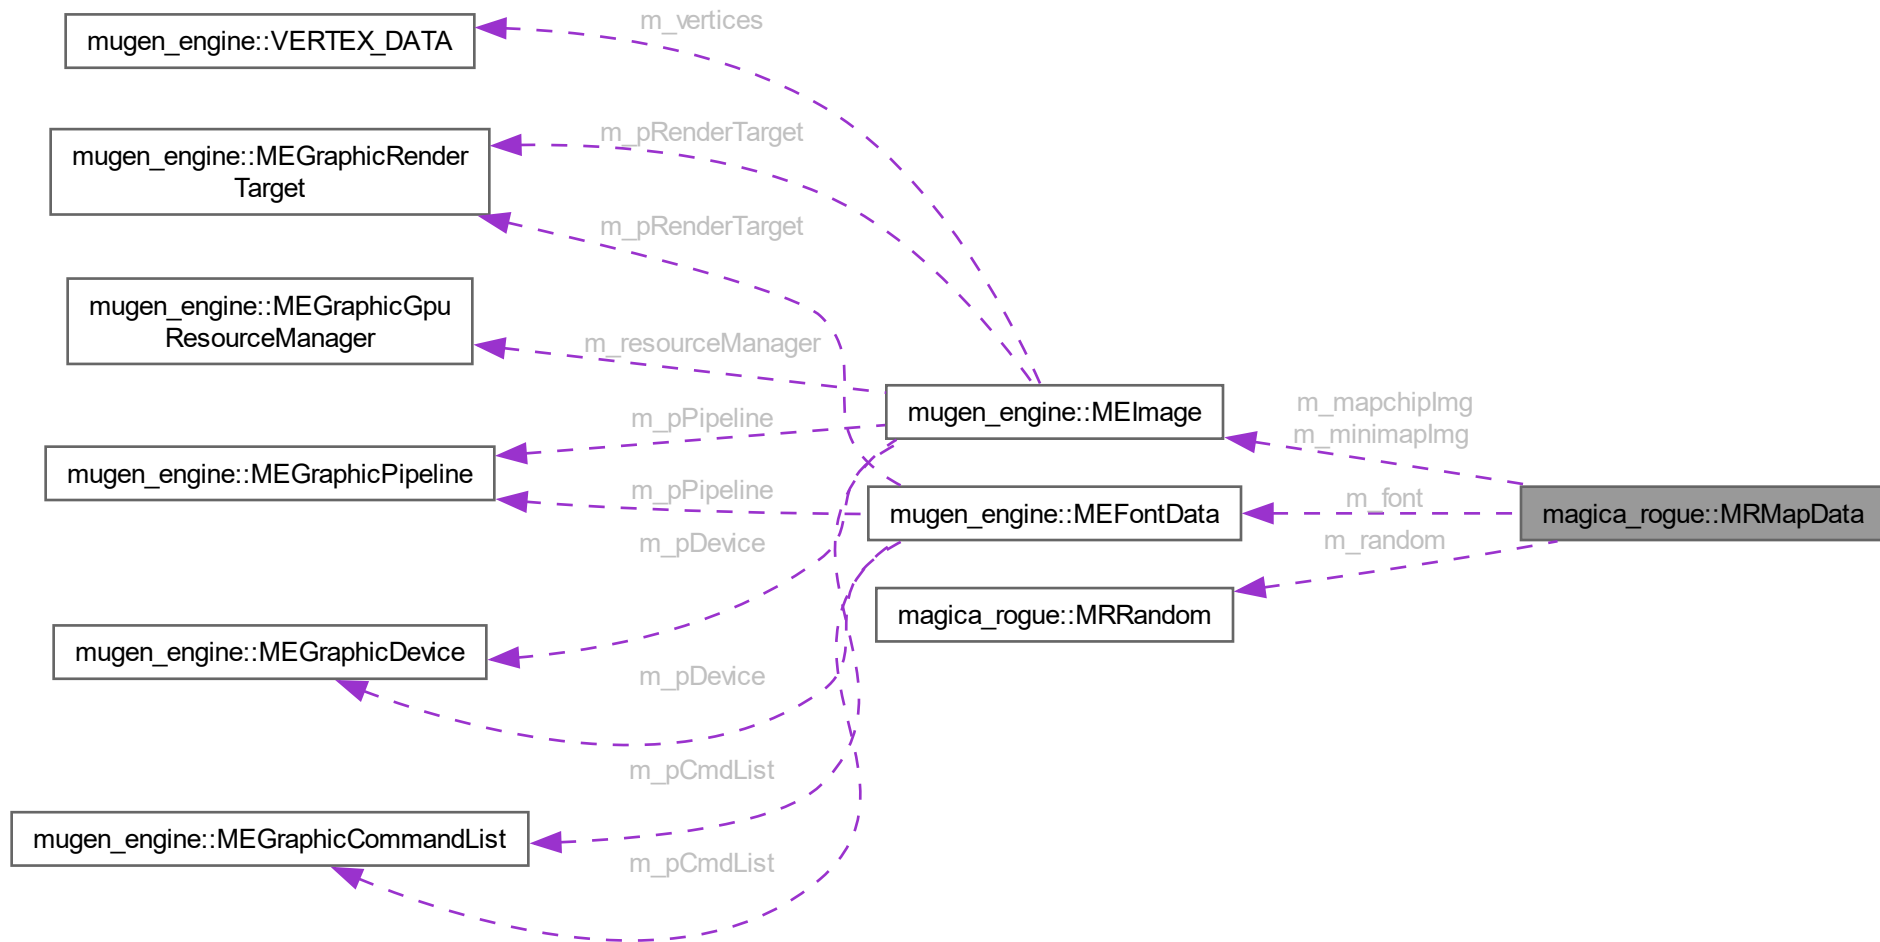 mugen_engine::VERTEX_DATA
m_vertices
mugen_engine::MEGraphicRender
Target
m_pRenderTarget
m_pRenderTarget
mugen_engine::MEGraphicGpu
ResourceManager
m_resourceManager
mugen_engine::MEImage
m_mapchipImg
m_minimapImg
m_pPipeline
mugen_engine::MEGraphicPipeline
m_pPipeline
mugen_engine::MEFontData
m_font
magica_rogue::MRMapData
m_random
m_pDevice
magica_rogue::MRRandom
mugen_engine::MEGraphicDevice
m_pDevice
m_pCmdList
mugen_engine::MEGraphicCommandList
m_pCmdList